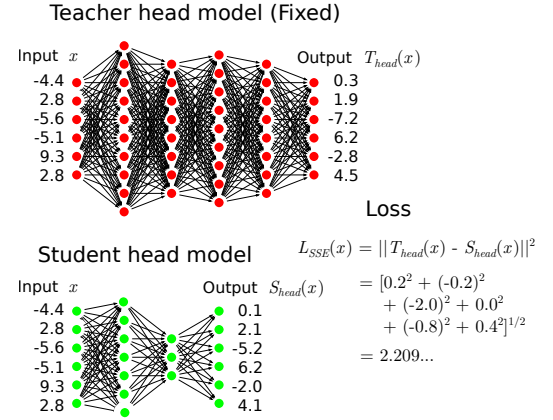 Teacher head model (Fixed)
Input x
Output T_head(x)
-4.4
2.8
-5.6
-5.1
9.3
2.8
0.3
1.9
-7.2
6.2
-2.8
4.5
Student head model
Input x
Output S_head(x)
-4.4
2.8
-5.6
-5.1
9.3
2.8
0.1
2.1
-5.2
6.2
-2.0
4.1
Loss
L_SSE(x) = ||T_head(x) - S_head(x)||²
= [0.2² + (-0.2)²
+ (-2.0)² + 0.0²
+ (-0.8)² + 0.4²]^1/2
= 2.209...